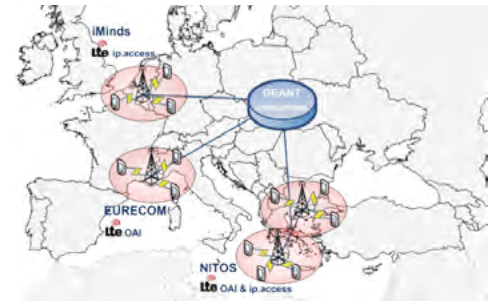 iMinds
lte ip.access
GEANT
EURECOM
lte OAI
NITOS
lte OAI & ip.access